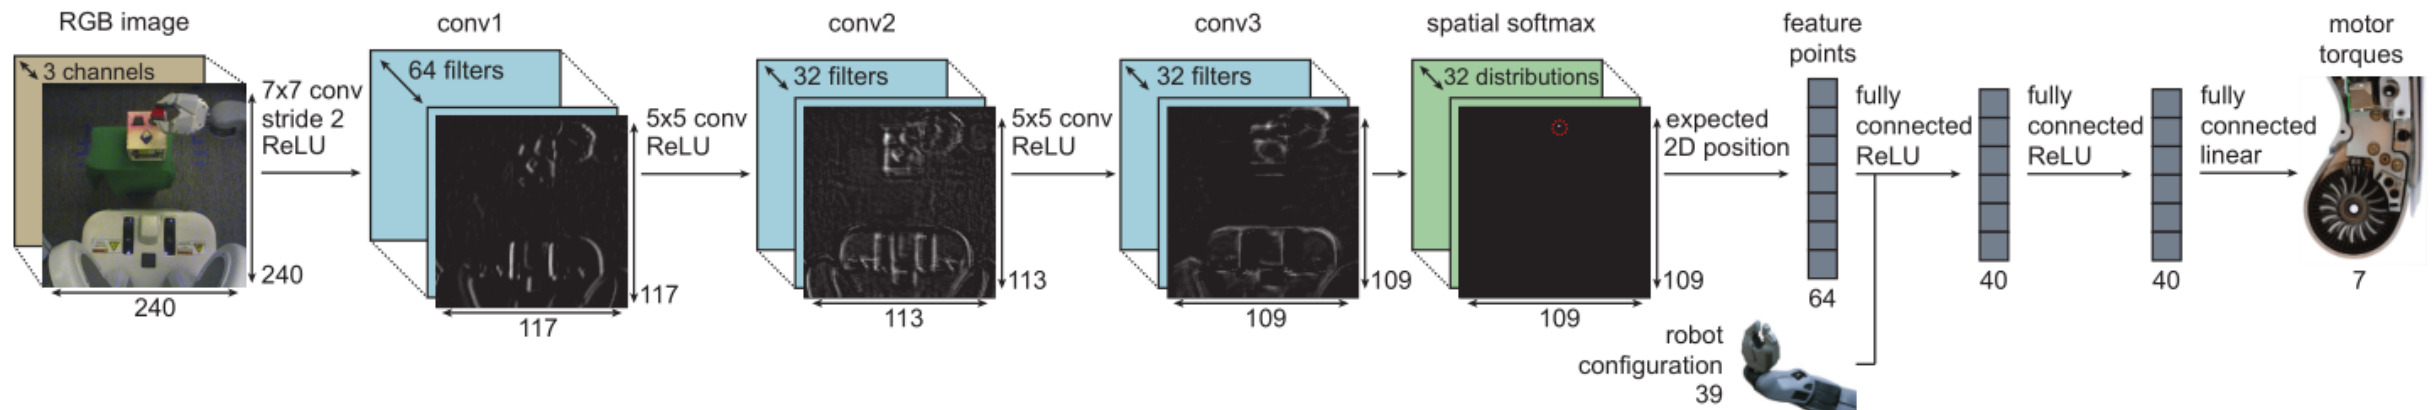 RGB image
3 channels
240
240
7x7 conv
stride 2
ReLU
conv1
64 filters
117
117
5x5 conv
ReLU
conv2
32 filters
113
113
5x5 conv
ReLU
conv3
32 filters
109
109
spatial softmax
32 distributions
109
109
expected
2D position
feature
points
64
robot
configuration
39
fully
connected
ReLU
40
fully
connected
ReLU
40
fully
connected
linear
motor
torques
7